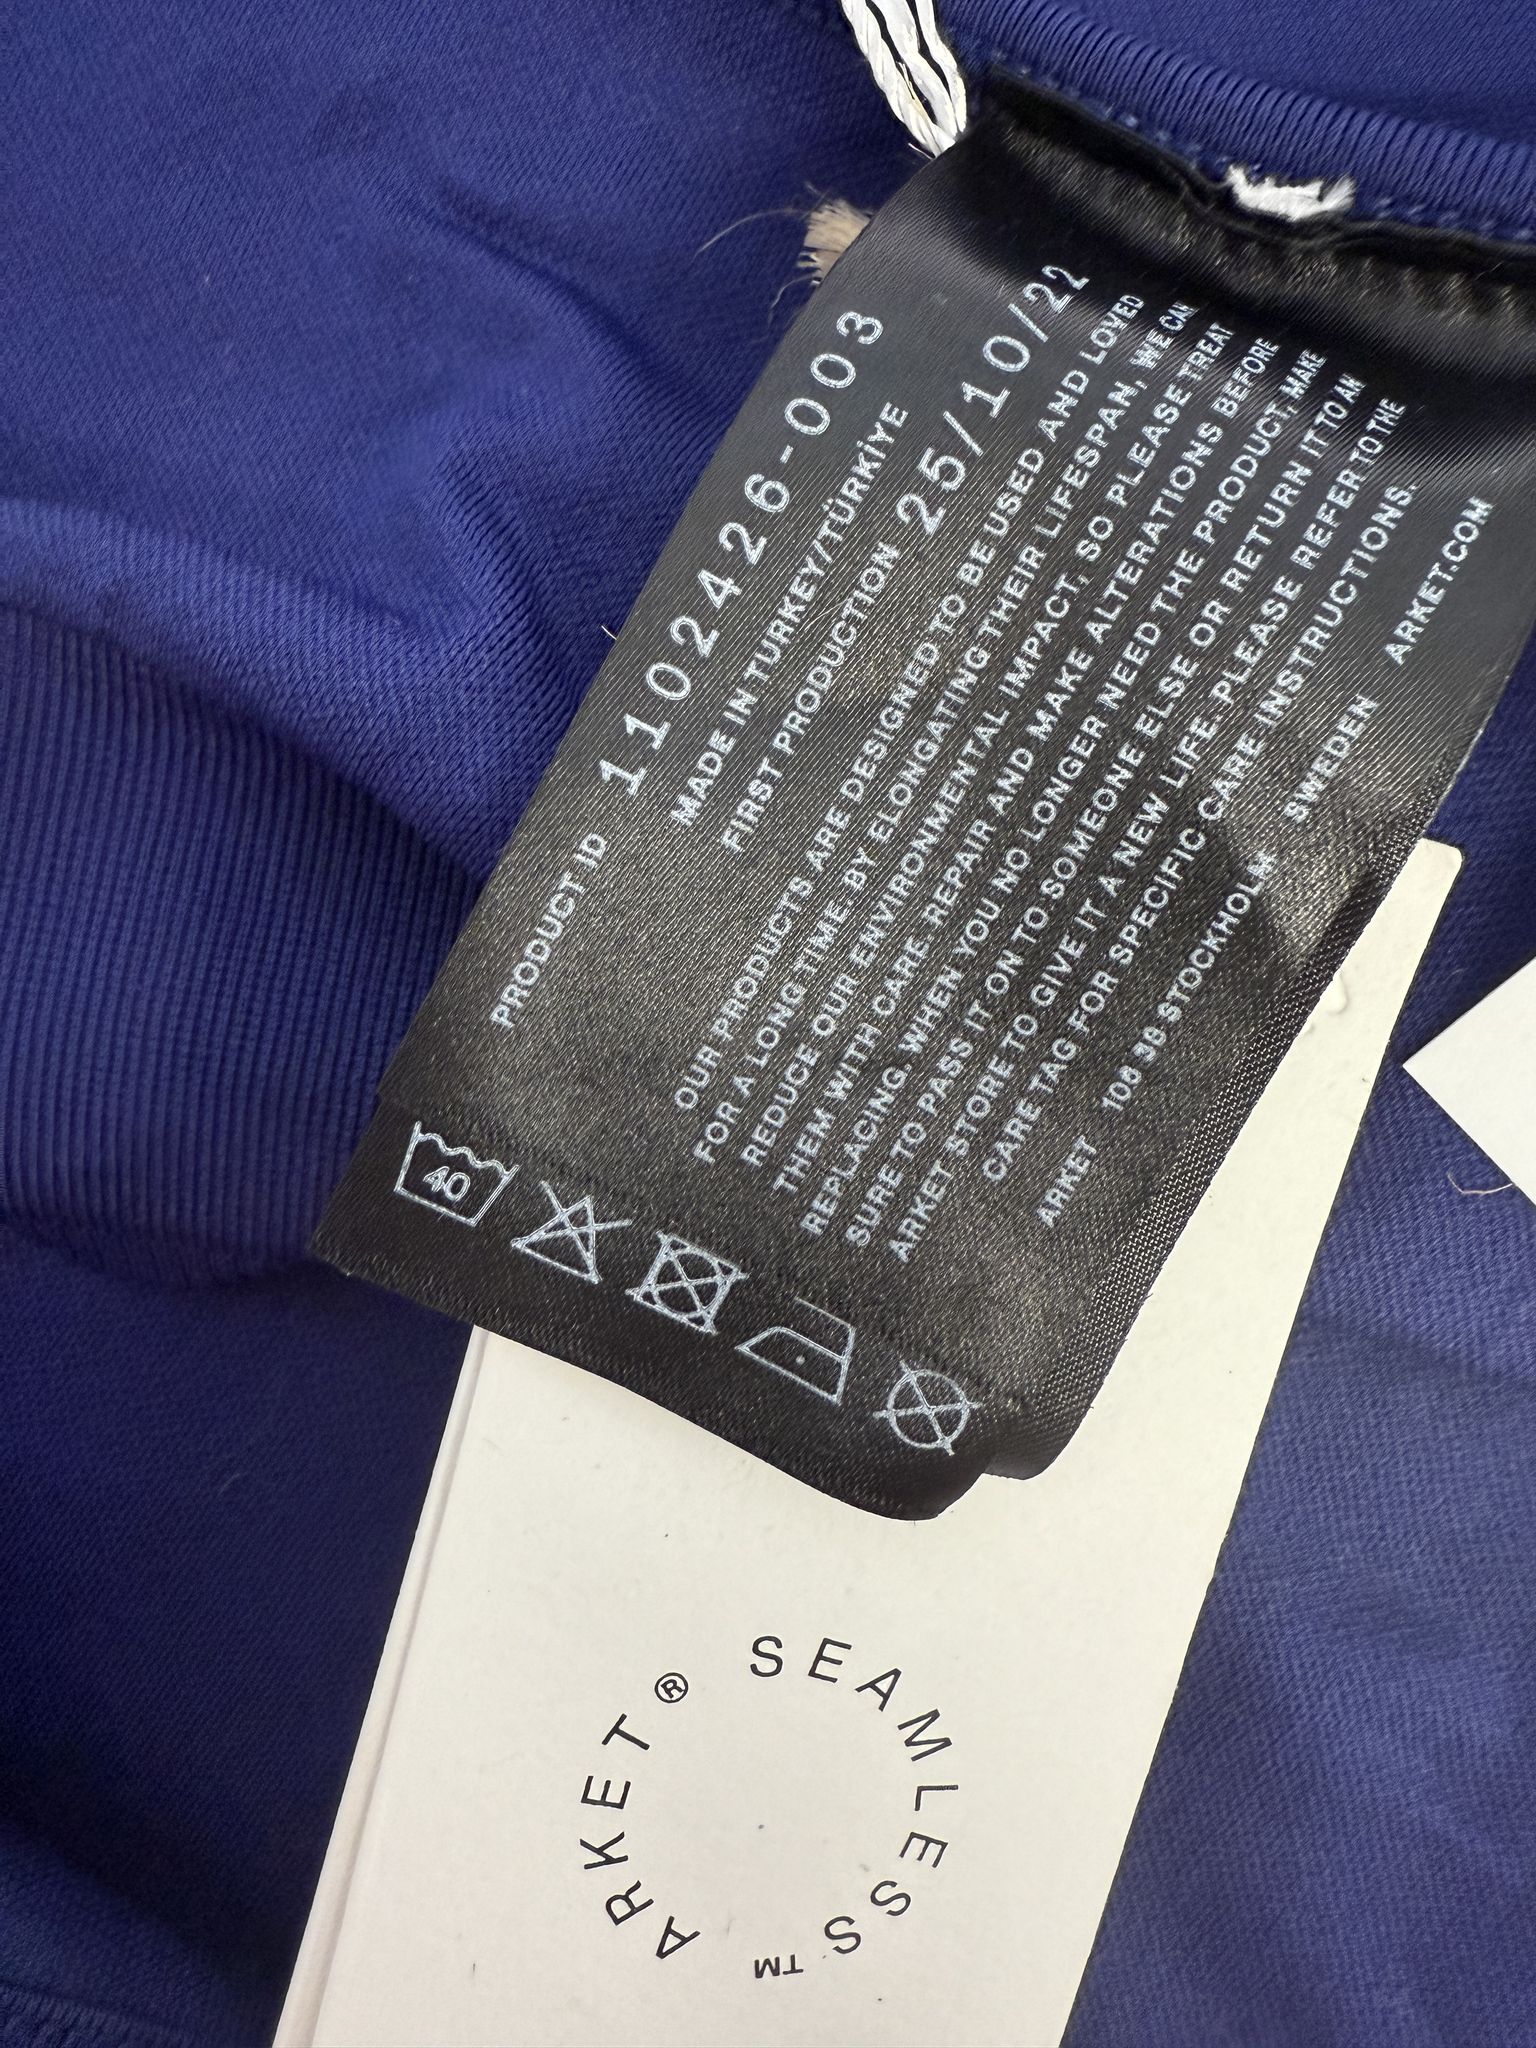 PRODUCT ID 1102426-003
MADE IN TURKEY/TÜRKİYE
FIRST PRODUCTION 25/10/22
OUR PRODUCTS ARE DESIGNED TO BE USED AND LOVED
FOR A LONG TIME. BY ELONGATING THEIR LIFESPAN, WE CAN
REDUCE OUR ENVIRONMENTAL IMPACT, SO PLEASE TREAT
THEM WITH CARE. REPAIR AND MAKE ALTERATIONS BEFORE
REPLACING. WHEN YOU NO LONGER NEED THE PRODUCT, MAKE
SURE TO PASS IT ON TO SOMEONE ELSE OR RETURN IT TO AN
ARKET STORE TO GIVE IT A NEW LIFE. PLEASE REFER TO THE
CARE TAG FOR SPECIFIC CARE INSTRUCTIONS.
ARKET 106 38 STOCKHOLM SWEDEN ARKET.COM
40
ARKET® SEAMLESS™